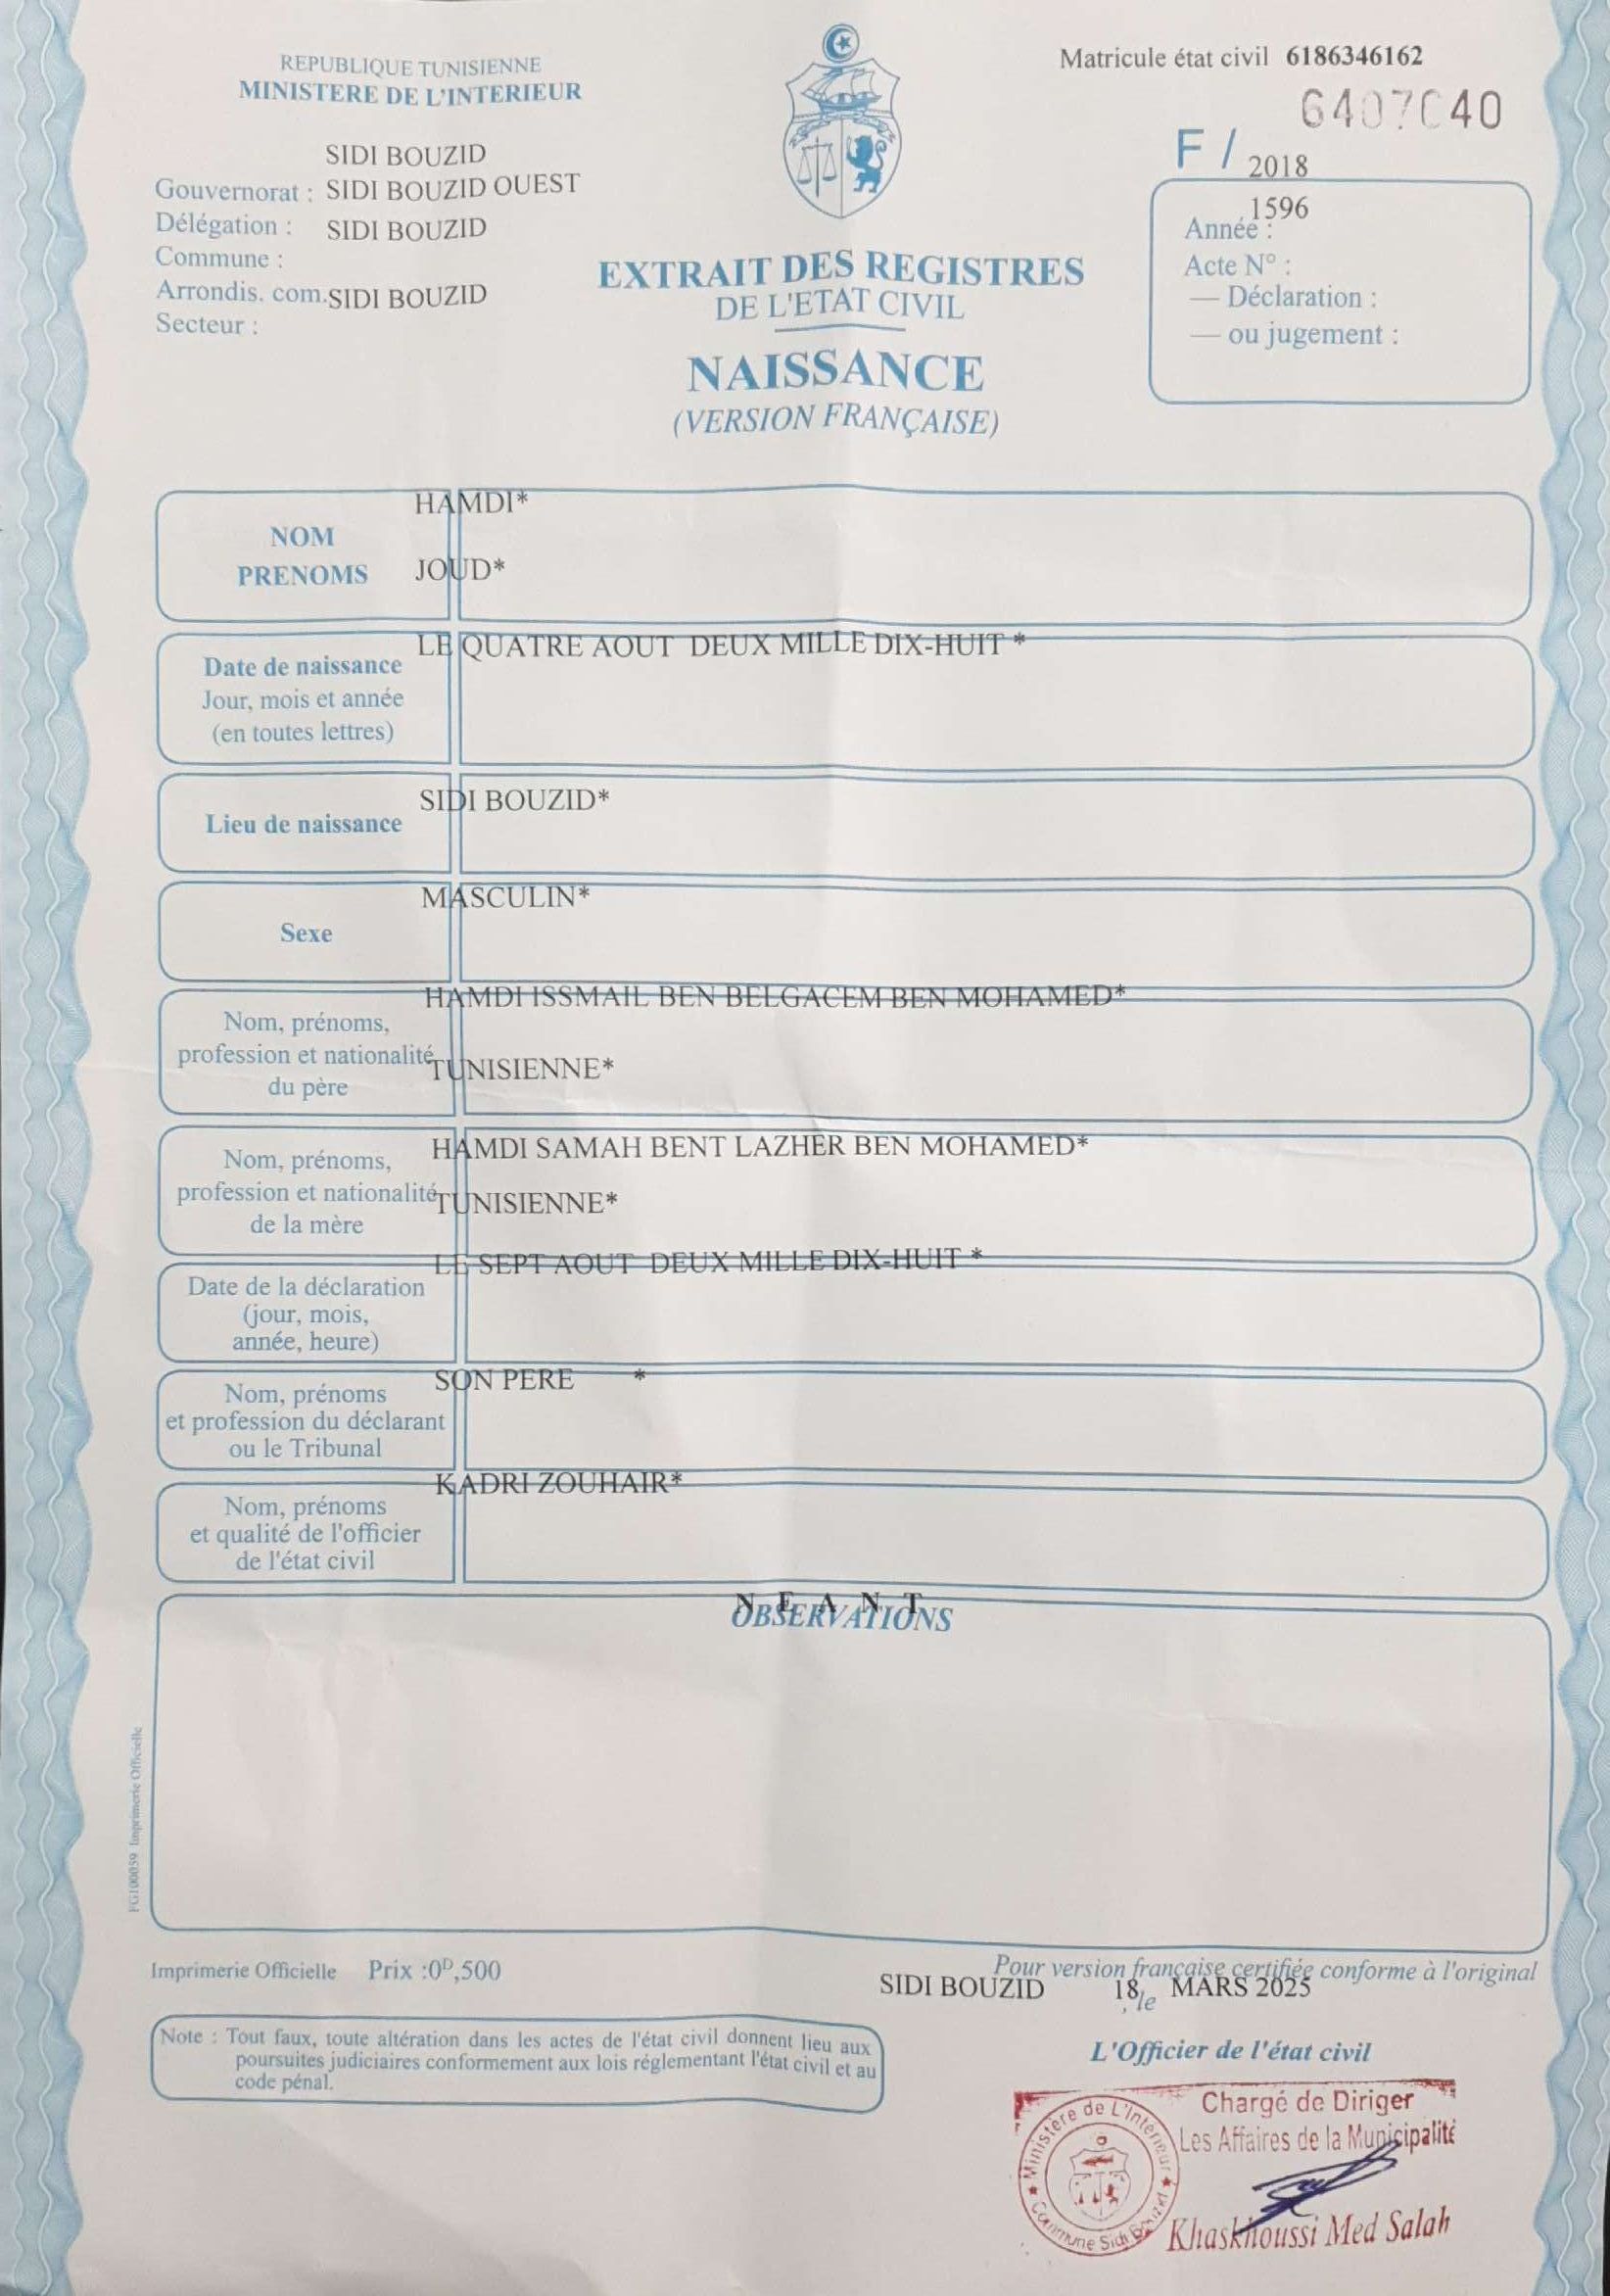 REPUBLIQUE TUNISIENNE
MINISTERE DE L'INTERIEUR
SIDI BOUZID
Gouvernorat : SIDI BOUZID OUEST
Délégation : SIDI BOUZID
Commune :
Arrondis. com. SIDI BOUZID
Secteur :
Matricule état civil 6186346162
6407040
F / 2018
1596
Année :
Acte N° :
— Déclaration :
— ou jugement :
EXTRAIT DES REGISTRES
DE L'ETAT CIVIL
NAISSANCE
(VERSION FRANÇAISE)
HAMDI*
NOM
PRENOMS JOUD*
LE QUATRE AOUT DEUX MILLE DIX-HUIT *
Date de naissance
Jour, mois et année
(en toutes lettres)
SIDI BOUZID*
Lieu de naissance
MASCULIN*
Sexe
HAMDI ISSMAIL BEN BELGACEM BEN MOHAMED*
Nom, prénoms,
profession et nationalité TUNISIENNE*
du père
HAMDI SAMAH BENT LAZHER BEN MOHAMED*
Nom, prénoms,
profession et nationalité TUNISIENNE*
de la mère
LE SEPT AOUT DEUX MILLE DIX-HUIT *
Date de la déclaration
(jour, mois,
année, heure)
SON PERE *
Nom, prénoms
et profession du déclarant
ou le Tribunal
KADRI ZOUHAIR*
Nom, prénoms
et qualité de l'officier
de l'état civil
N E A N T
OBSERVATIONS
FG100059 Imprimerie Officielle
Imprimerie Officielle Prix :0D,500
Pour version française certifiée conforme à l'original
SIDI BOUZID 18 , le MARS 2025
Note : Tout faux, toute altération dans les actes de l'état civil donnent lieu aux
poursuites judiciaires conformement aux lois réglementant l'état civil et au
code pénal.
L'Officier de l'état civil
Chargé de Diriger
Les Affaires de la Municipalité
Khaskhoussi Med Salah
Ministère de L'Intérieur
Commune Sidi Bouzid